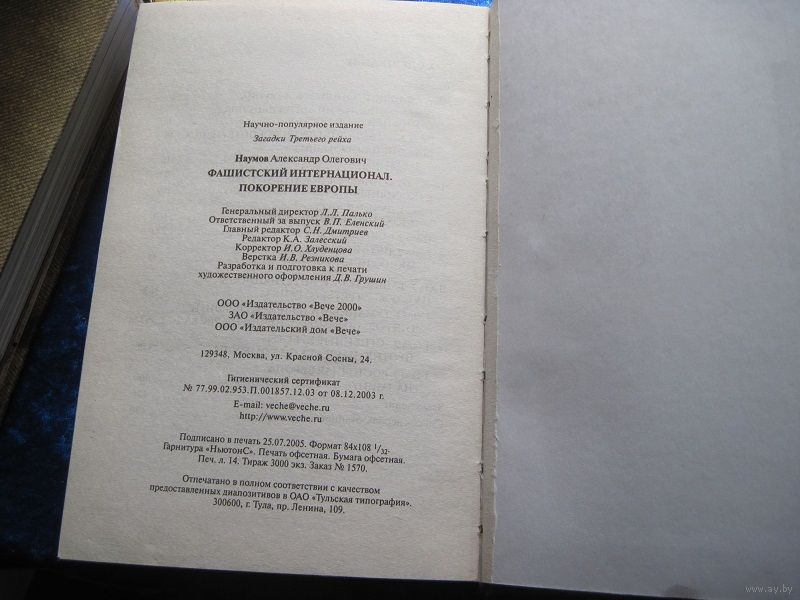 Научно-популярное издание
Загадки Третьего рейха
Наумов Александр Олегович
ФАШИСТСКИЙ ИНТЕРНАЦИОНАЛ.
ПОКОРЕНИЕ ЕВРОПЫ
Генеральный директор Л.Л. Палько
Ответственный за выпуск В.П. Еленский
Главный редактор С.Н. Дмитриев
Редактор К.А. Залесский
Корректор И.О. Хлуденцова
Верстка И.В. Резникова
Разработка и подготовка к печати
художественного оформления Д.В. Грушин
ООО «Издательство «Вече 2000»
ЗАО «Издательство «Вече»
ООО «Издательский дом «Вече»
129348, Москва, ул. Красной Сосны, 24.
Гигиенический сертификат
№ 77.99.02.953.П.001857.12.03 от 08.12.2003 г.
E-mail: veche@veche.ru
http://www.veche.ru
Подписано в печать 25.07.2005. Формат 84х108 1/32.
Гарнитура «НьютонС». Печать офсетная. Бумага офсетная.
Печ. л. 14. Тираж 3000 экз. Заказ № 1570.
Отпечатано в полном соответствии с качеством
предоставленных диапозитивов в ОАО «Тульская типография».
300600, г. Тула, пр. Ленина, 109.
www.ay.by